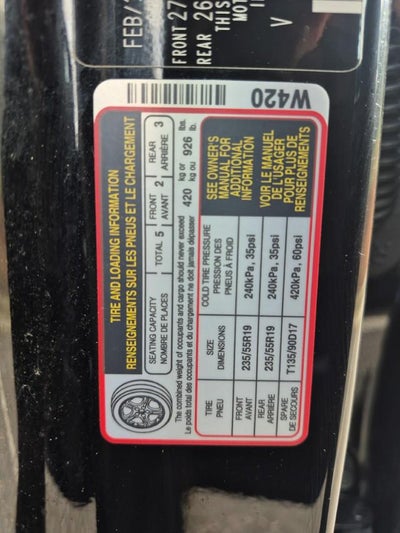 FEB/
FRONT 27
REAR 26
THIS
MOT
V
W420
TIRE AND LOADING INFORMATION
RENSEIGNEMENTS SUR LES PNEUS ET LE CHARGEMENT
SEATING CAPACITY TOTAL 5 FRONT 2 REAR 3
NOMBRE DE PLACES AVANT ARRIÈRE
The combined weight of occupants and cargo should never exceed 420 kg or 926 lbs.
Le poids total des occupants et du chargement ne doit jamais dépasser kg ou lb.
TIRE SIZE COLD TIRE PRESSURE
PNEU DIMENSIONS PRESSION DES PNEUS À FROID
FRONT 235/55R19 240kPa, 35psi
AVANT
REAR 235/55R19 240kPa, 35psi
ARRIÈRE
SPARE T135/90D17 420kPa, 60psi
DE SECOURS
SEE OWNERS
MANUAL FOR
ADDITIONAL
INFORMATION
VOIR LE MANUEL
DE L'USAGER
POUR PLUS DE
RENSEIGNEMENTS